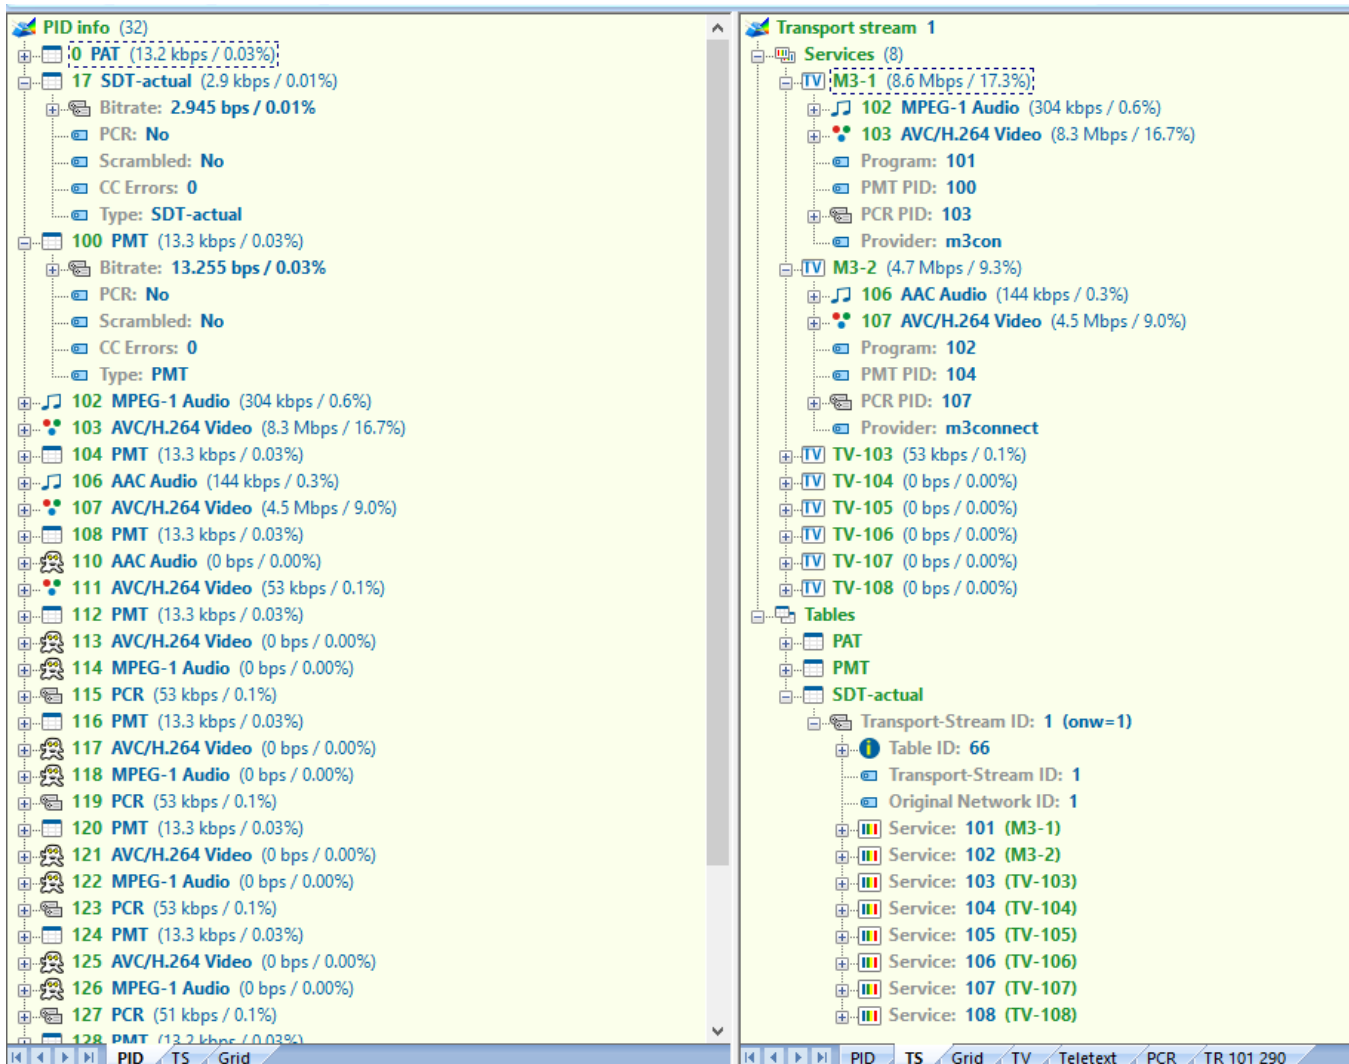 PID info (32)
0 PAT (13.2 kbps / 0.03%)
17 SDT-actual (2.9 kbps / 0.01%)
Bitrate: 2.945 bps / 0.01%
PCR: No
Scrambled: No
CC Errors: 0
Type: SDT-actual
100 PMT (13.3 kbps / 0.03%)
Bitrate: 13.255 bps / 0.03%
PCR: No
Scrambled: No
CC Errors: 0
Type: PMT
102 MPEG-1 Audio (304 kbps / 0.6%)
103 AVC/H.264 Video (8.3 Mbps / 16.7%)
104 PMT (13.3 kbps / 0.03%)
106 AAC Audio (144 kbps / 0.3%)
107 AVC/H.264 Video (4.5 Mbps / 9.0%)
108 PMT (13.3 kbps / 0.03%)
110 AAC Audio (0 bps / 0.00%)
111 AVC/H.264 Video (53 kbps / 0.1%)
112 PMT (13.3 kbps / 0.03%)
113 AVC/H.264 Video (0 bps / 0.00%)
114 MPEG-1 Audio (0 bps / 0.00%)
115 PCR (53 kbps / 0.1%)
116 PMT (13.3 kbps / 0.03%)
117 AVC/H.264 Video (0 bps / 0.00%)
118 MPEG-1 Audio (0 bps / 0.00%)
119 PCR (53 kbps / 0.1%)
120 PMT (13.3 kbps / 0.03%)
121 AVC/H.264 Video (0 bps / 0.00%)
122 MPEG-1 Audio (0 bps / 0.00%)
123 PCR (53 kbps / 0.1%)
124 PMT (13.3 kbps / 0.03%)
125 AVC/H.264 Video (0 bps / 0.00%)
126 MPEG-1 Audio (0 bps / 0.00%)
127 PCR (51 kbps / 0.1%)
128 PMT (13.2 kbps / 0.03%)
PID TS Grid
Transport stream 1
Services (8)
TV M3-1 (8.6 Mbps / 17.3%)
102 MPEG-1 Audio (304 kbps / 0.6%)
103 AVC/H.264 Video (8.3 Mbps / 16.7%)
Program: 101
PMT PID: 100
PCR PID: 103
Provider: m3con
TV M3-2 (4.7 Mbps / 9.3%)
106 AAC Audio (144 kbps / 0.3%)
107 AVC/H.264 Video (4.5 Mbps / 9.0%)
Program: 102
PMT PID: 104
PCR PID: 107
Provider: m3connect
TV TV-103 (53 kbps / 0.1%)
TV TV-104 (0 bps / 0.00%)
TV TV-105 (0 bps / 0.00%)
TV TV-106 (0 bps / 0.00%)
TV TV-107 (0 bps / 0.00%)
TV TV-108 (0 bps / 0.00%)
Tables
PAT
PMT
SDT-actual
Transport-Stream ID: 1 (onw=1)
Table ID: 66
Transport-Stream ID: 1
Original Network ID: 1
Service: 101 (M3-1)
Service: 102 (M3-2)
Service: 103 (TV-103)
Service: 104 (TV-104)
Service: 105 (TV-105)
Service: 106 (TV-106)
Service: 107 (TV-107)
Service: 108 (TV-108)
PID TS Grid TV Teletext PCR TR 101 290